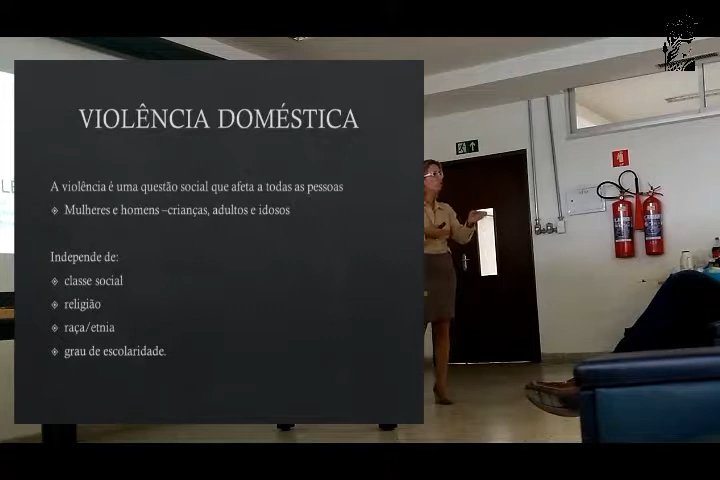 VIOLÊNCIA DOMÉSTICA
A violência é uma questão social que afeta a todas as pessoas
Mulheres e homens –crianças, adultos e idosos
Independe de:
classe social
religião
raça/etnia
grau de escolaridade.